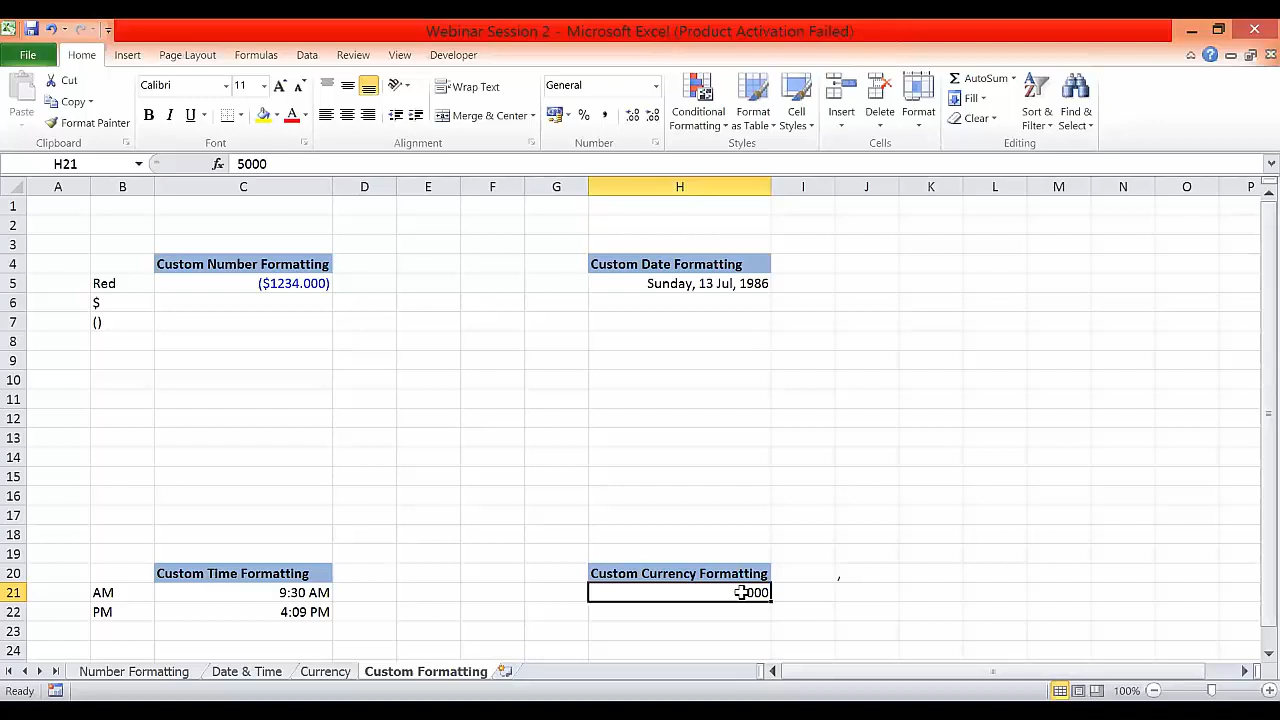 Webinar Session 2 - Microsoft Excel (Product Activation Failed)
File Home Insert Page Layout Formulas Data Review View Developer
Paste Cut Copy Format Painter Clipboard
Calibri 11 B I U A Font
Wrap Text Merge & Center Alignment
General % , Number
Conditional Formatting Format as Table Cell Styles Styles
Insert Delete Format Cells
AutoSum Fill Clear Sort & Filter Find & Select Editing
H21 fx 5000
A B C D E F G H I J K L M N O P
1
2
3
4 Custom Number Formatting Custom Date Formatting
5 Red ($1234.000) Sunday, 13 Jul, 1986
6 $
7 ()
8
9
10
11
12
13
14
15
16
17
18
19
20 Custom Time Formatting Custom Currency Formatting ,
21 AM 9:30 AM 000
22 PM 4:09 PM
23
24
Number Formatting Date & Time Currency Custom Formatting
Ready 100%